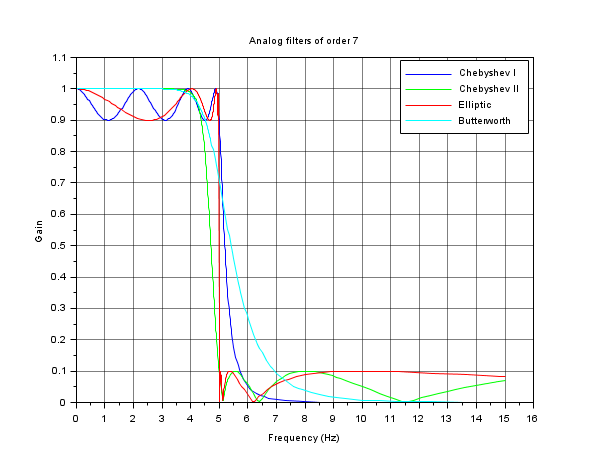 Analog filters of order 7
1.1
1
0.9
0.8
0.7
0.6
0.5
0.4
0.3
0.2
0.1
0
Gain
Chebyshev I
Chebyshev II
Elliptic
Butterworth
0 1 2 3 4 5 6 7 8 9 10 11 12 13 14 15 16
Frequency (Hz)